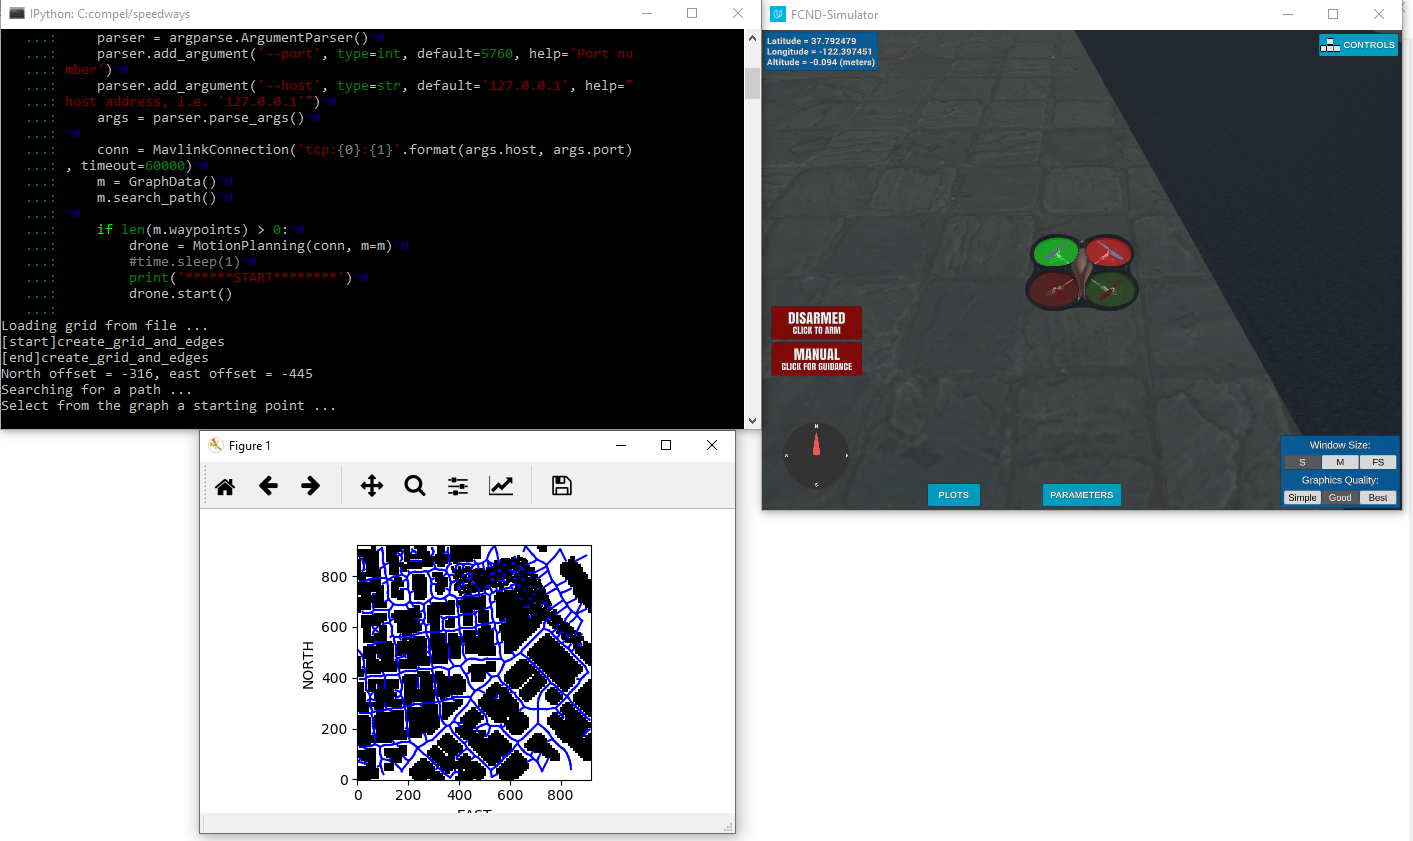 IPython: C:compel/speedways
...:     parser = argparse.ArgumentParser()^M
...:     parser.add_argument('--port', type=int, default=5760, help='Port nu
...: mber')^M
...:     parser.add_argument('--host', type=str, default='127.0.0.1', help="
...: host address, i.e. '127.0.0.1'")^M
...:     args = parser.parse_args()^M
...: ^M
...:     conn = MavlinkConnection('tcp:{0}:{1}'.format(args.host, args.port)
...: , timeout=60000)^M
...:     m = GraphData()^M
...:     m.search_path()^M
...: ^M
...:     if len(m.waypoints) > 0:^M
...:         drone = MotionPlanning(conn, m=m)^M
...:         #time.sleep(1)^M
...:         print('******START********')^M
...:         drone.start()
...:
Loading grid from file ...
[start]create_grid_and_edges
[end]create_grid_and_edges
North offset = -316, east offset = -445
Searching for a path ...
Select from the graph a starting point ...
FCND-Simulator
Latitude = 37.792479
Longitude = -122.397451
Altitude = -0.094 (meters)
CONTROLS
DISARMED
CLICK TO ARM
MANUAL
CLICK FOR GUIDANCE
N
S
PLOTS
PARAMETERS
Window Size:
S M FS
Graphics Quality:
Simple Good Best
Figure 1
NORTH
800
600
400
200
0
0 200 400 600 800
EAST